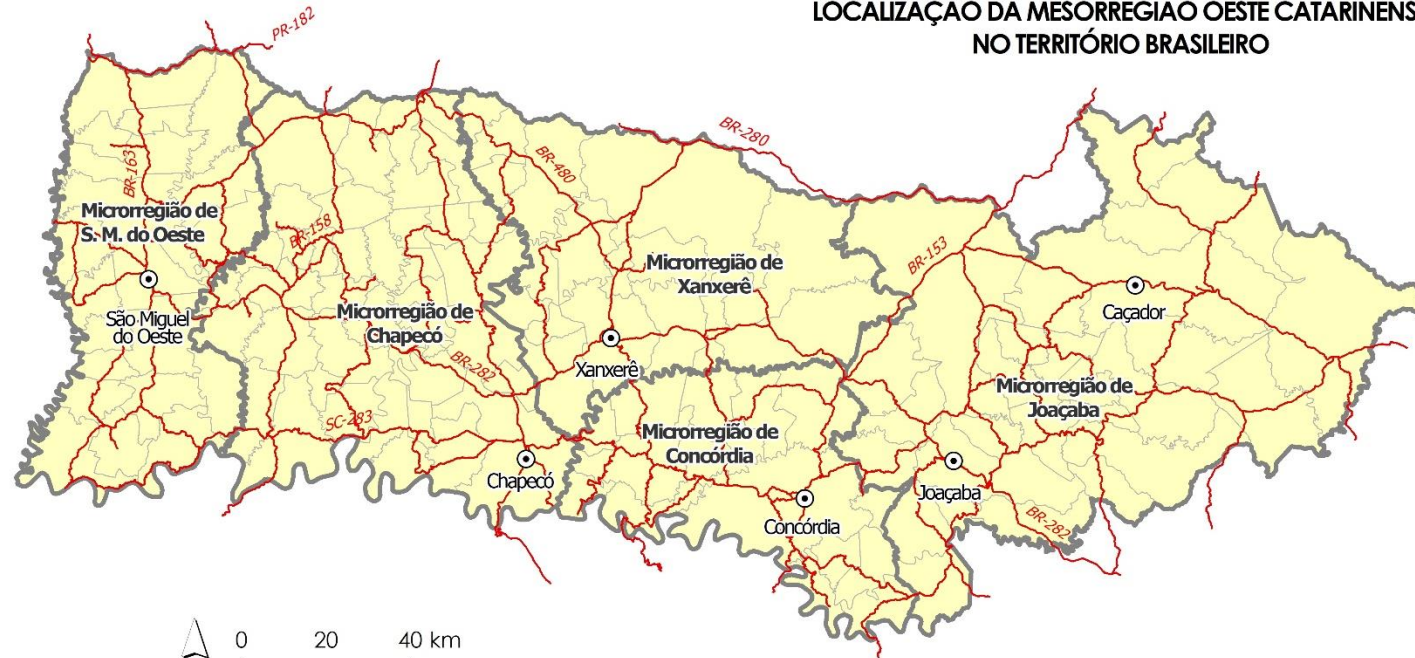 LOCALIZAÇÃO DA MESORREGIÃO OESTE CATARINENS
NO TERRITÓRIO BRASILEIRO
PR-182
BR-280
BR-163
BR-480
Microrregião de
S. M. do Oeste
BR-158
BR-153
Microrregião de
Xanxerê
São Miguel
do Oeste
Caçador
Microrregião de
Chapecó
Xanxerê
BR-282
Microrregião de
Joaçaba
SC-283
Microrregião de
Concórdia
Chapecó
Joaçaba
Concórdia
BR-282
0 20 40 km